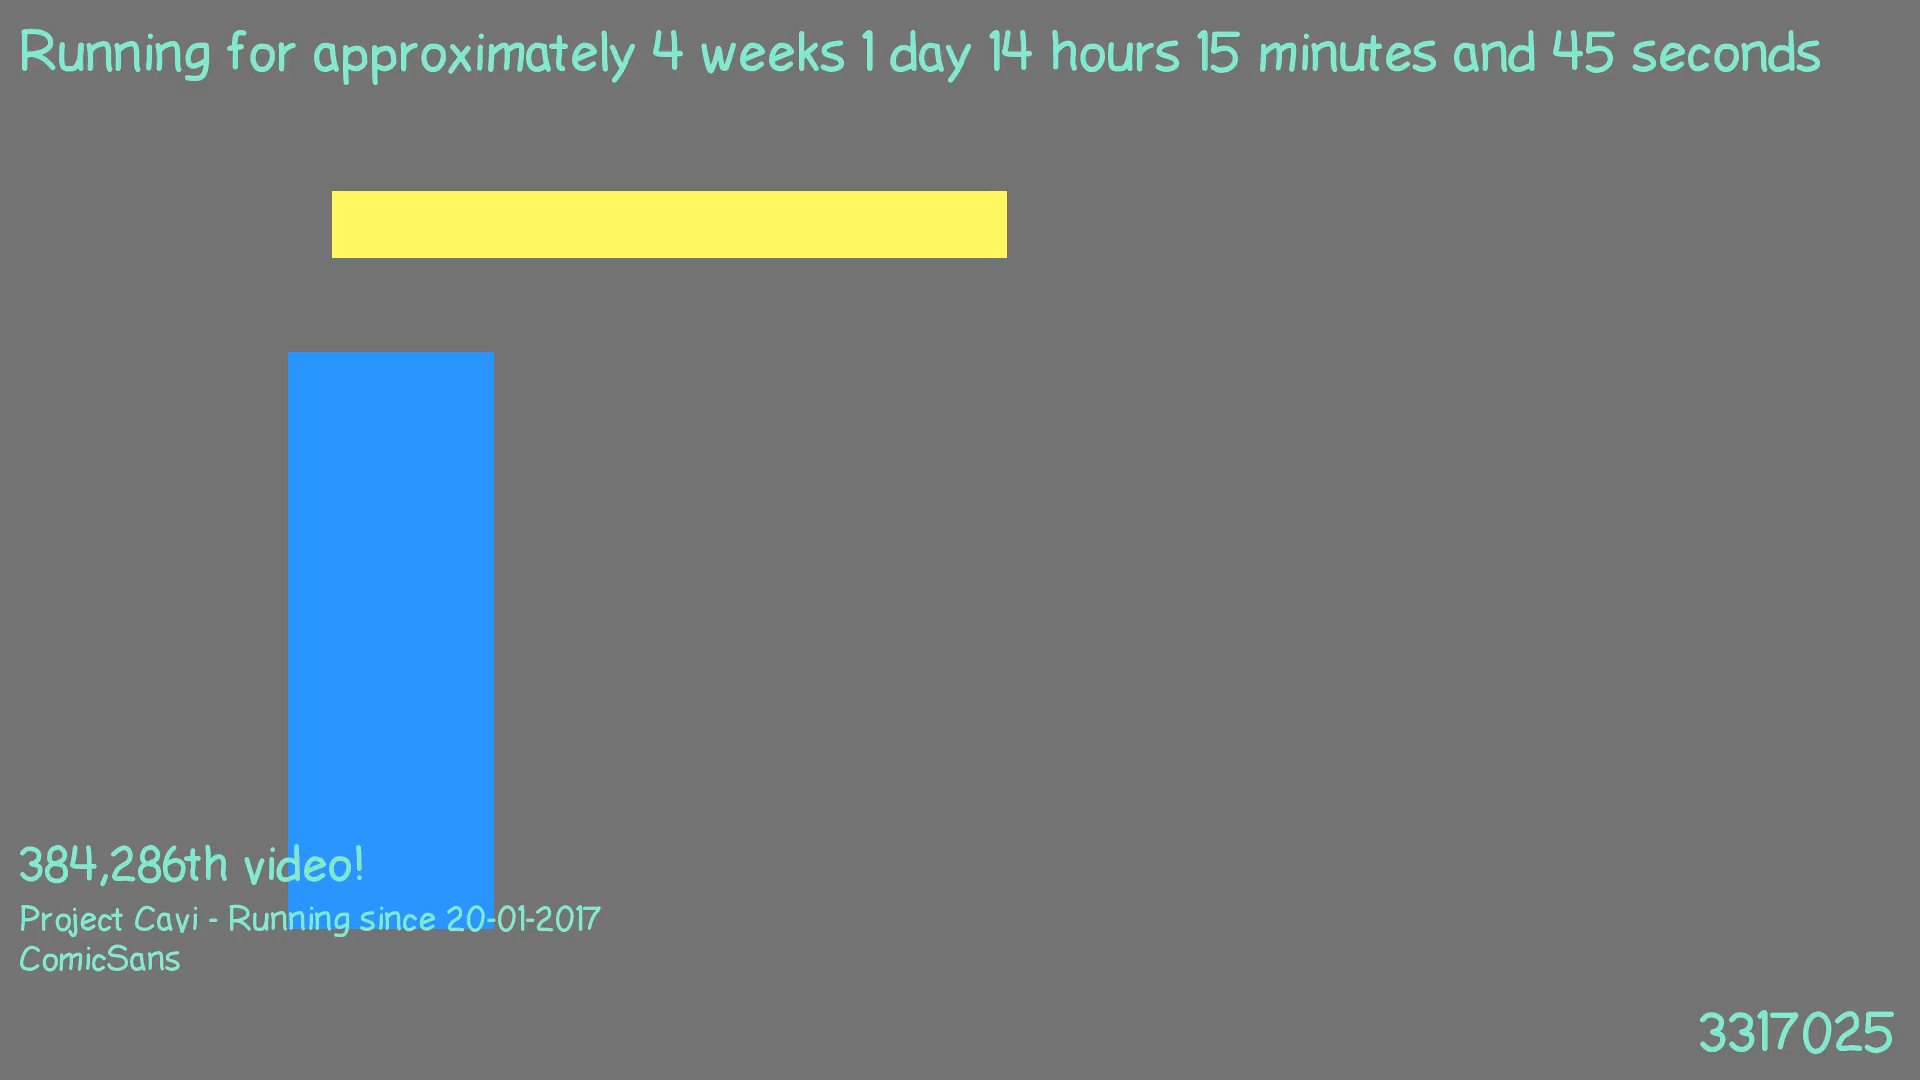 Running for approximately 4 weeks 1 day 14 hours 15 minutes and 45 seconds
384,286th video!
Project Cavi - Running since 20-01-2017
ComicSans
3317025